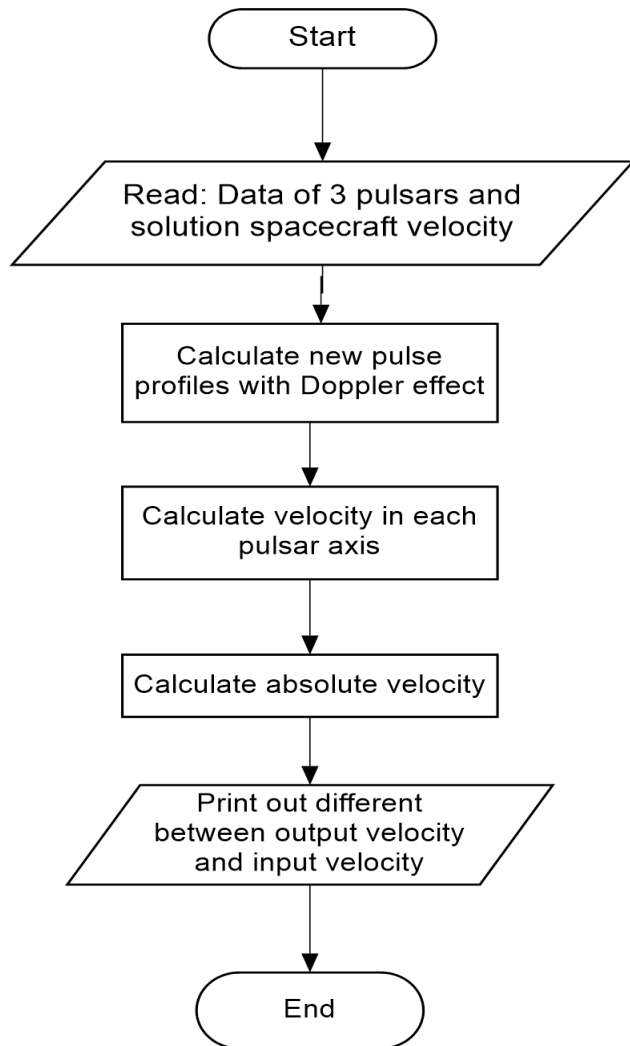 Start
Read: Data of 3 pulsars and
solution spacecraft velocity
Calculate new pulse
profiles with Doppler effect
Calculate velocity in each
pulsar axis
Calculate absolute velocity
Print out different
between output velocity
and input velocity
End